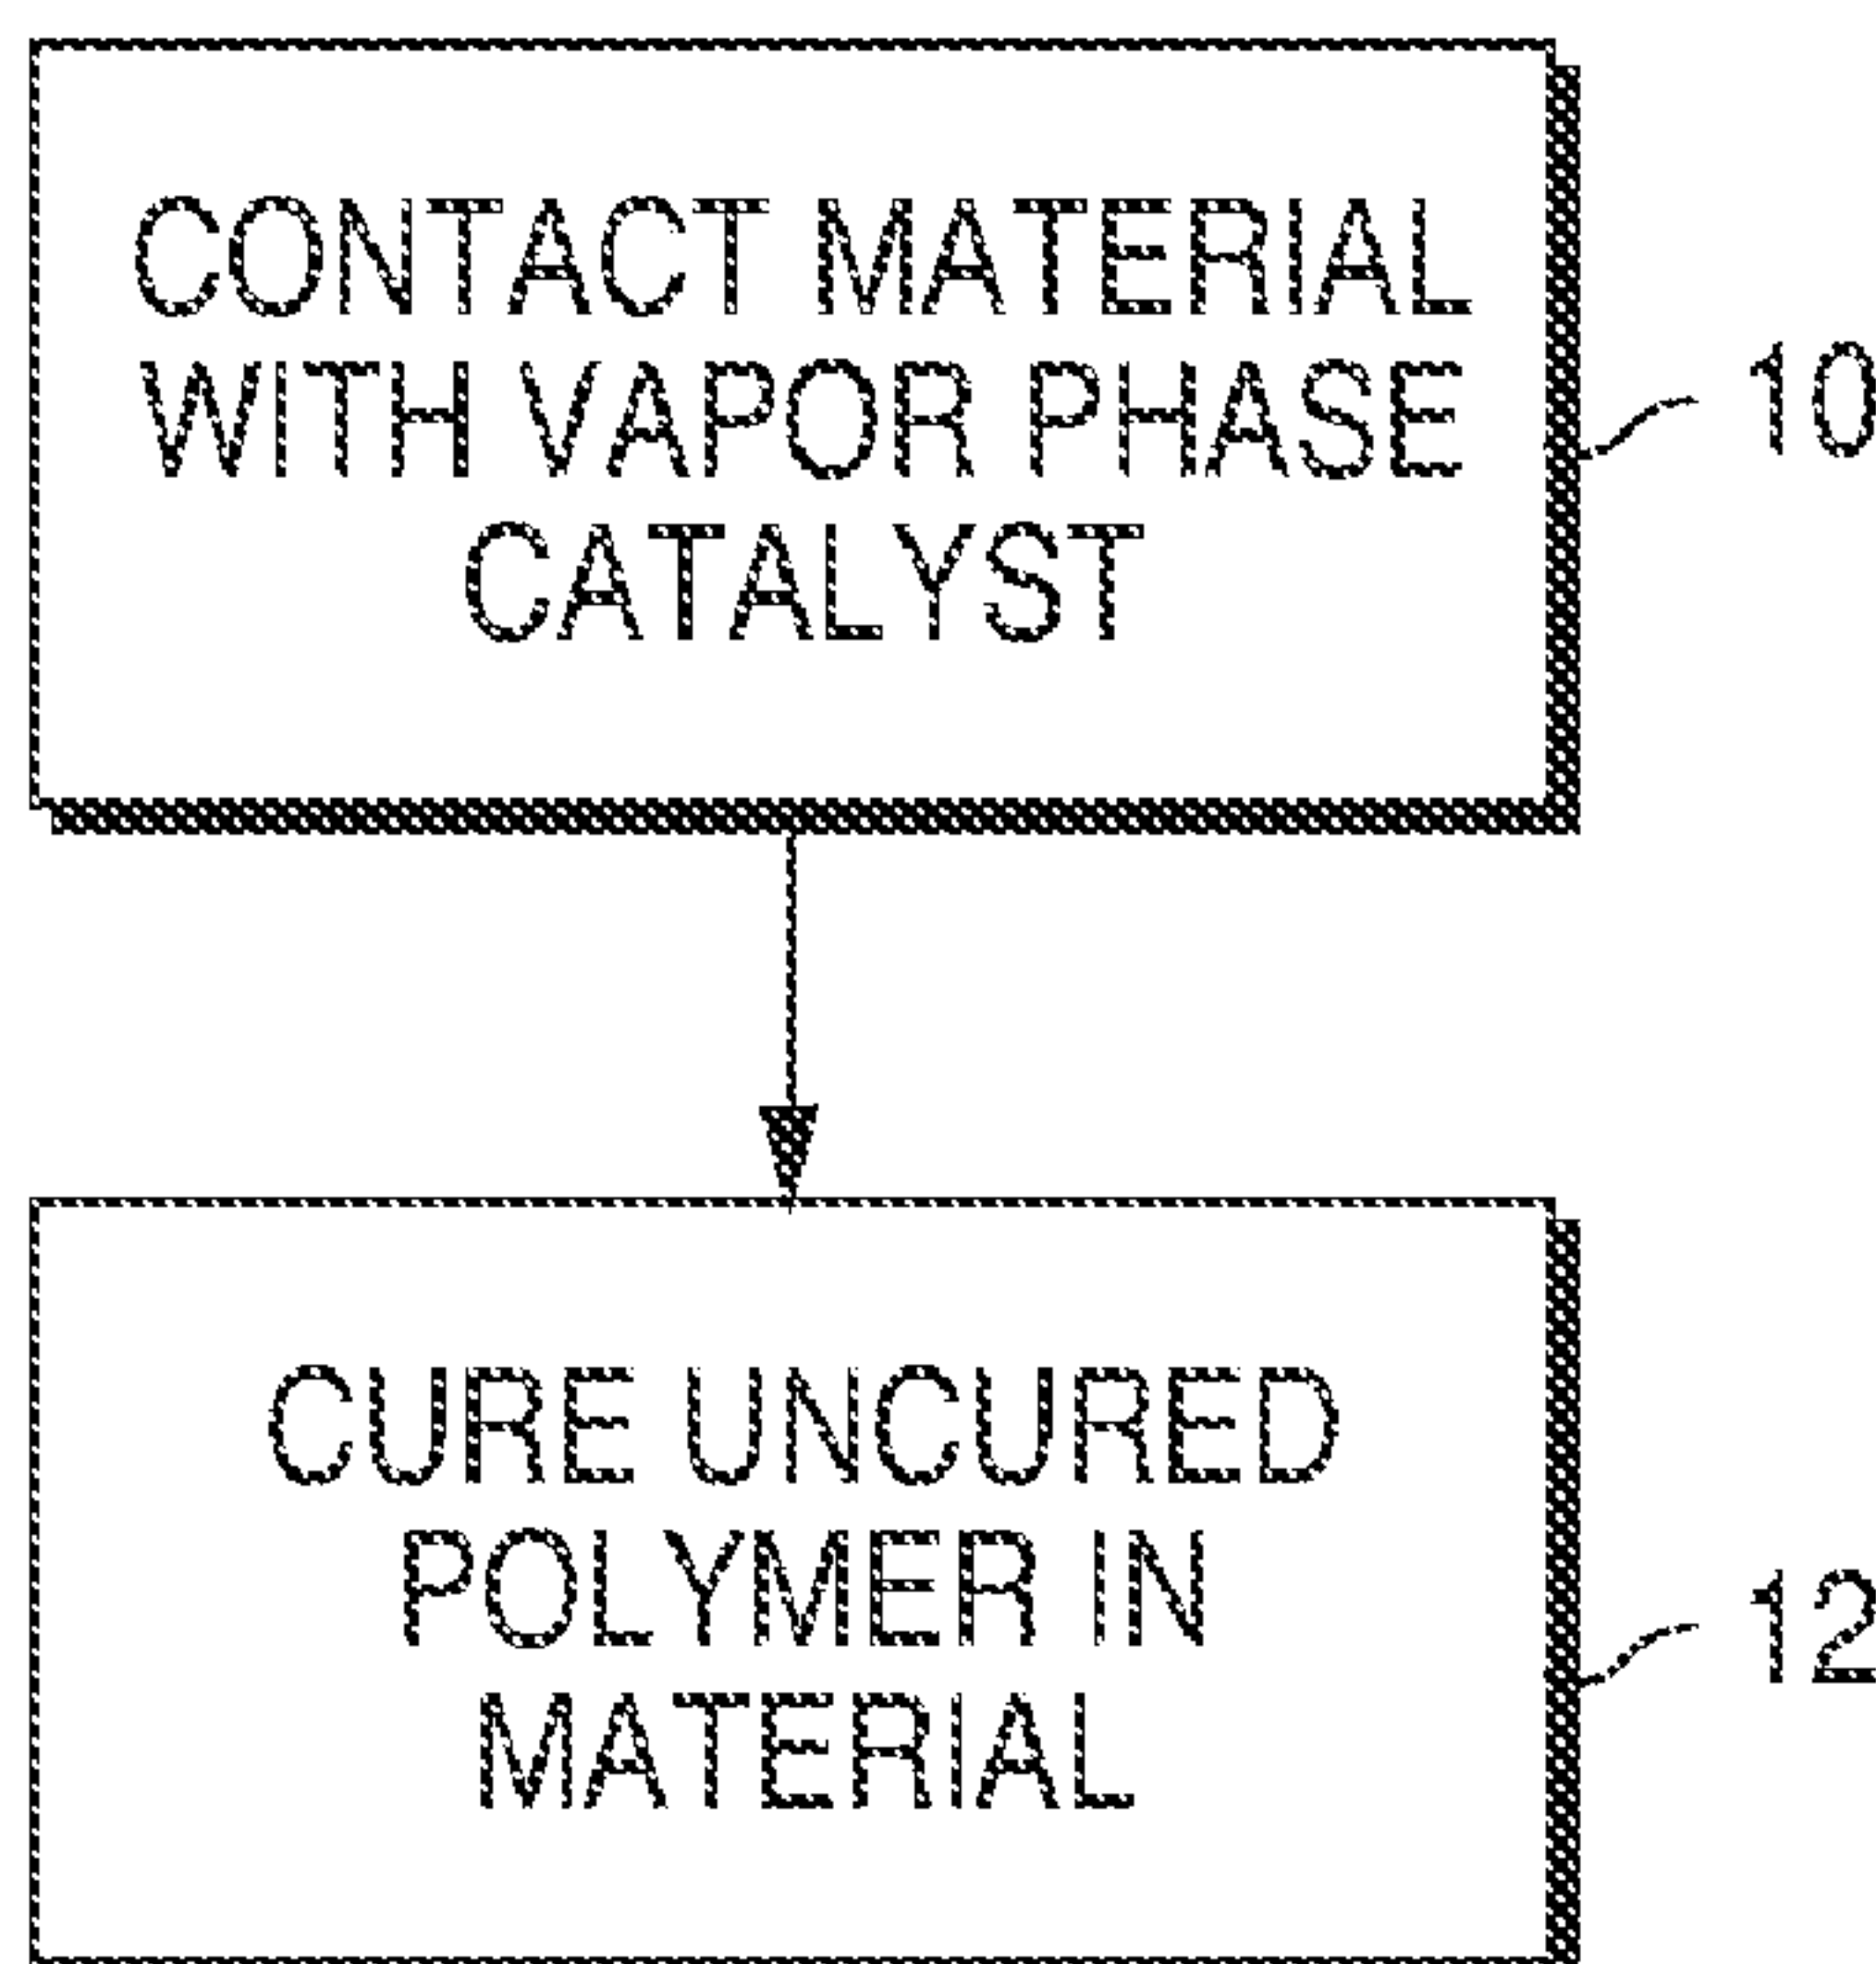 CONTACT MATERIAL
WITH VAPOR PHASE
CATALYST
10
CURE UNCURED
POLYMER IN
MATERIAL
12